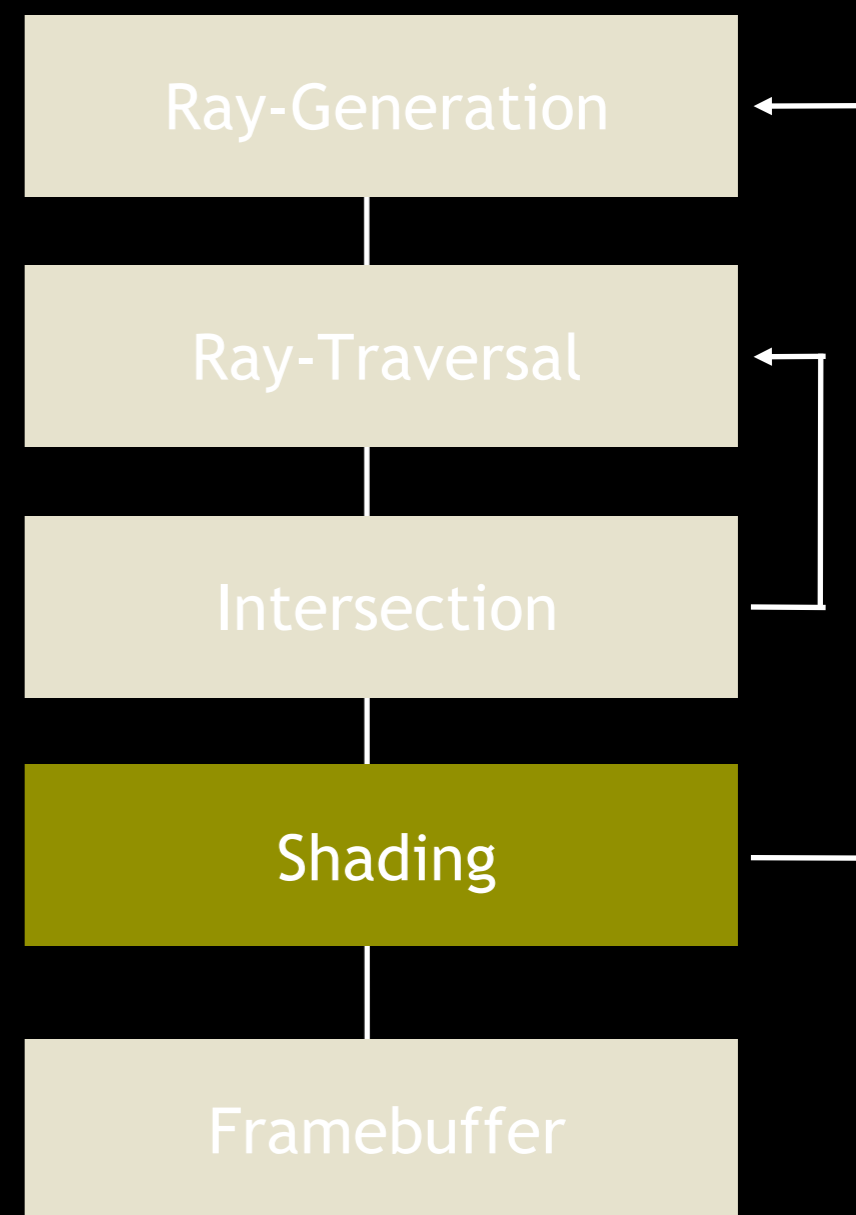 Ray-Generation
Ray-Traversal
Intersection
Shading
Framebuffer